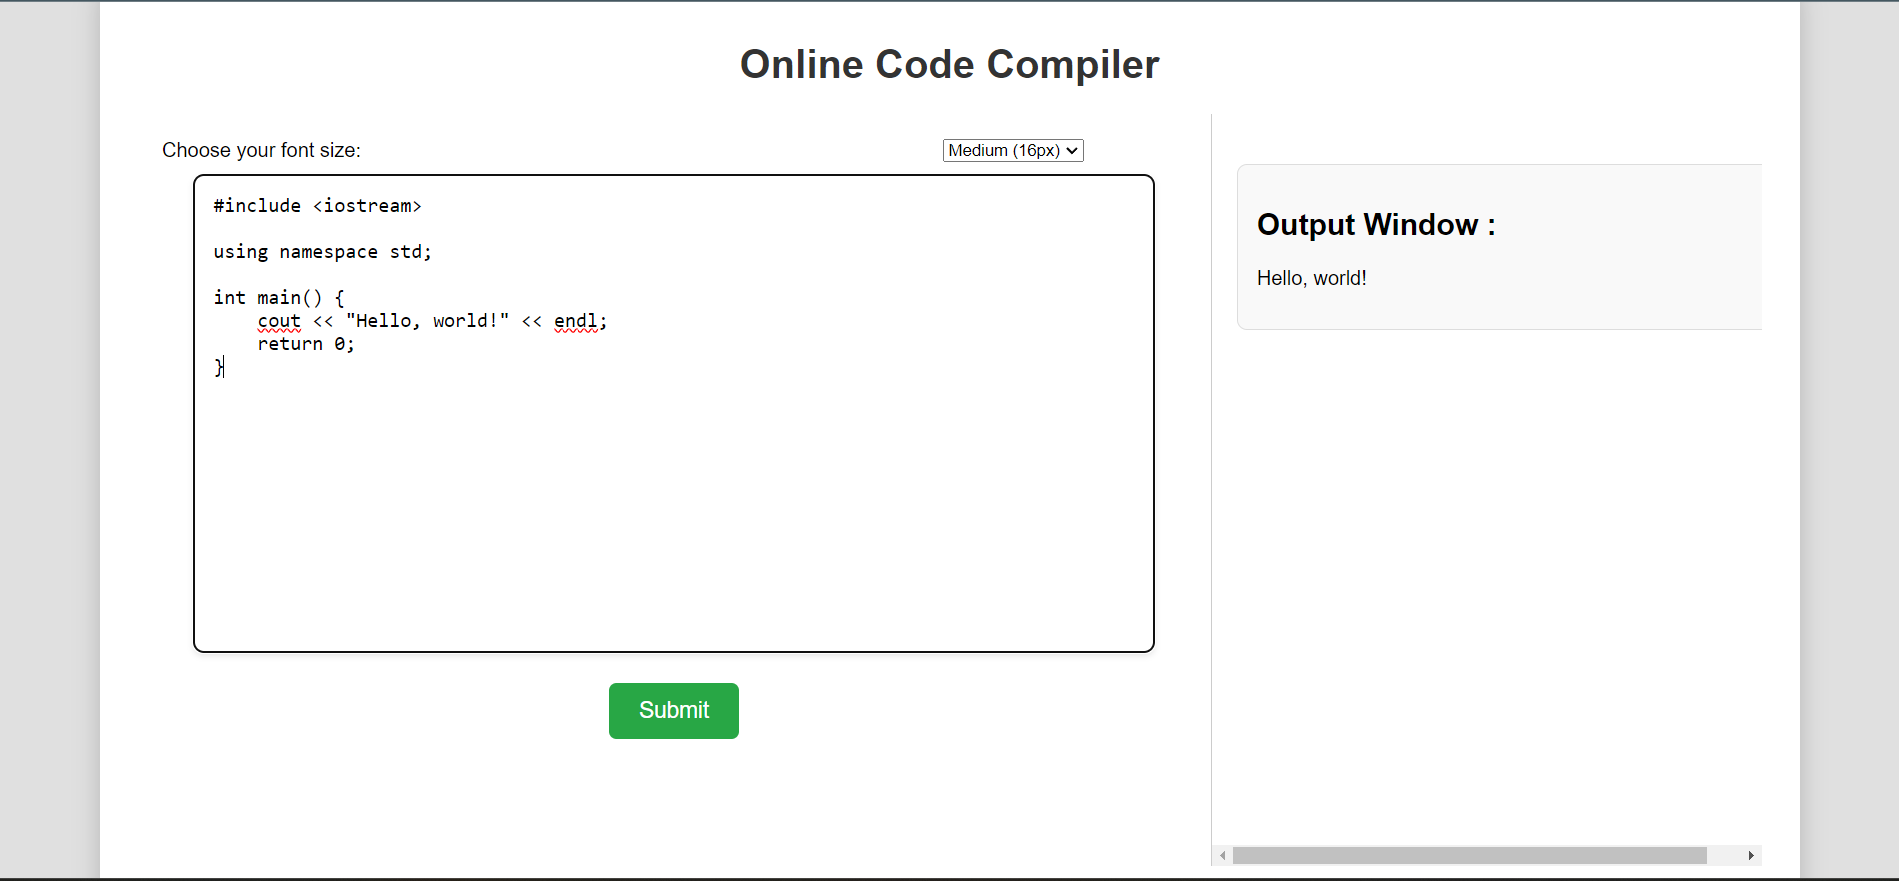 Online Code Compiler
Choose your font size:
Medium (16px)
#include <iostream>
using namespace std;
int main() {
    cout << "Hello, world!" << endl;
    return 0;
}
Submit
Output Window :
Hello, world!